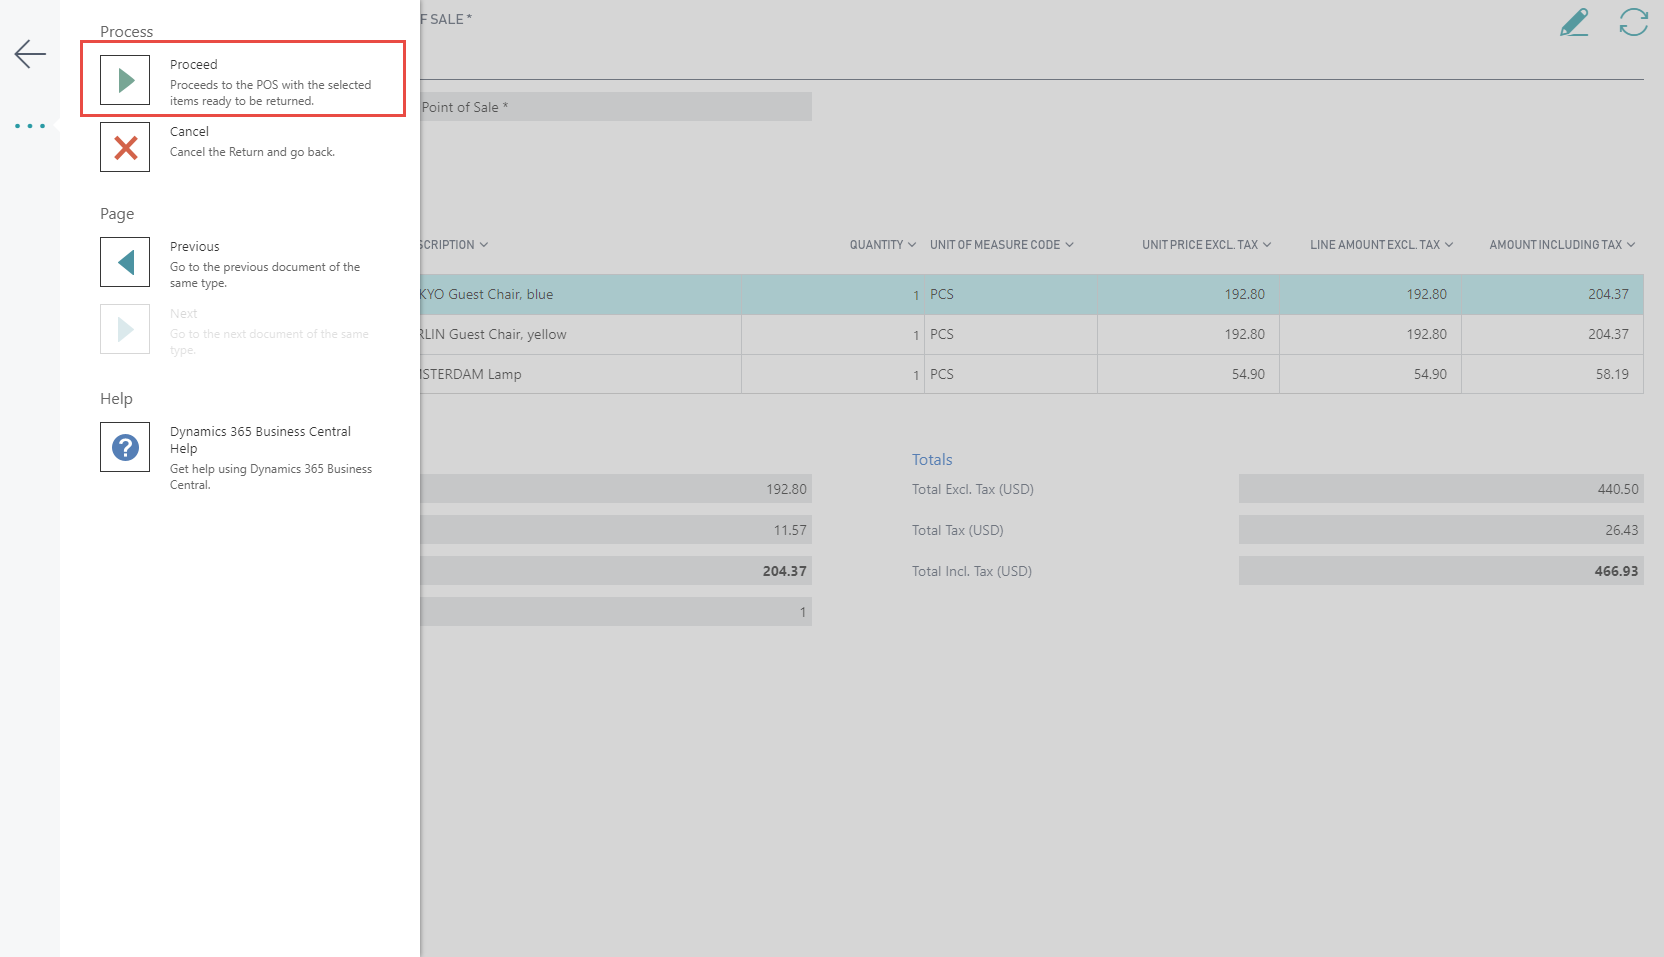 Process
Proceed
Proceeds to the POS with the selected
items ready to be returned.
Cancel
Cancel the Return and go back.
Page
Previous
Go to the previous document of the
same type.
Next
Go to the next document of the same
type.
Help
Dynamics 365 Business Central
Help
Get help using Dynamics 365 Business
Central.
F SALE *
Point of Sale *
SCRIPTION QUANTITY UNIT OF MEASURE CODE UNIT PRICE EXCL. TAX LINE AMOUNT EXCL. TAX AMOUNT INCLUDING TAX
KYO Guest Chair, blue 1 PCS 192.80 192.80 204.37
RLIN Guest Chair, yellow 1 PCS 192.80 192.80 204.37
MSTERDAM Lamp 1 PCS 54.90 54.90 58.19
192.80
11.57
204.37
1
Totals
Total Excl. Tax (USD) 440.50
Total Tax (USD) 26.43
Total Incl. Tax (USD) 466.93